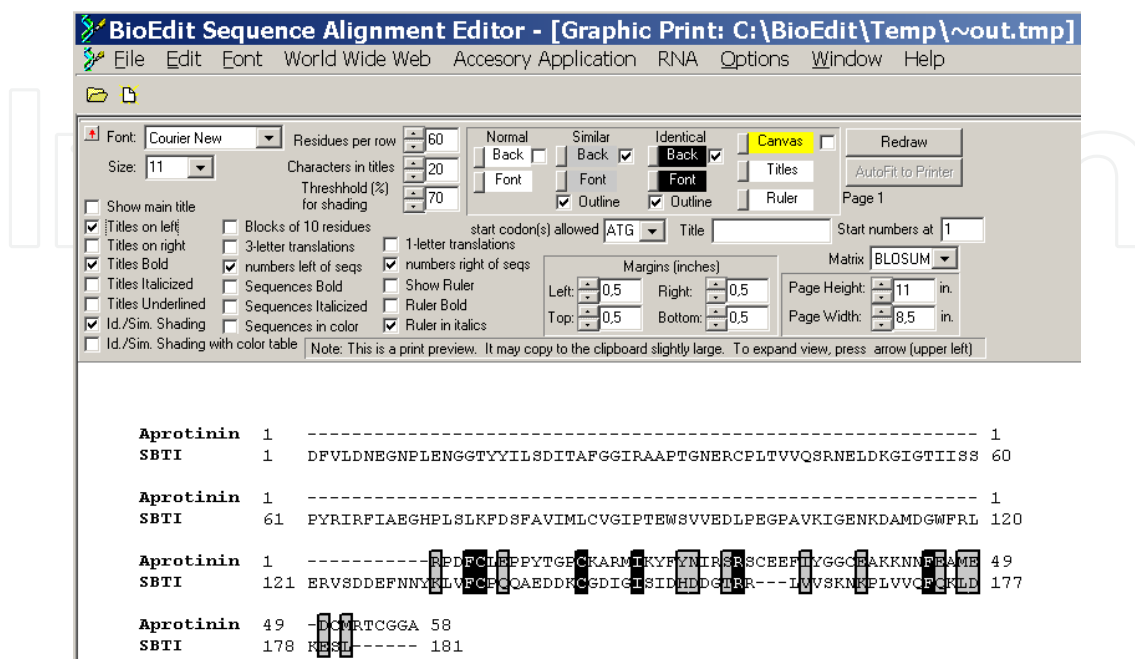 BioEdit Sequence Alignment Editor - [Graphic Print: C:\BioEdit\Temp\~out.tmp]
File Edit Font World Wide Web Accesory Application RNA Options Window Help
Font: Courier New Residues per row 60 Normal Similar Identical Canvas Redraw
Back Back Back
Size: 11 Characters in titles 20 Titles AutoFit to Printer
Font Font Font
Threshhold (%) for shading 70 Outline Outline Ruler Page 1
Show main title
Titles on left Blocks of 10 residues start codon(s) allowed ATG Title Start numbers at 1
Titles on right 3-letter translations 1-letter translations
Titles Bold numbers left of seqs numbers right of seqs Margins (inches) Matrix BLOSUM
Titles Italicized Sequences Bold Show Ruler Left: 0,5 Right: 0,5 Page Height: 11 in.
Titles Underlined Sequences Italicized Ruler Bold
Id./Sim. Shading Sequences in color Ruler in italics Top: 0,5 Bottom: 0,5 Page Width: 8,5 in.
Id./Sim. Shading with color table Note: This is a print preview. It may copy to the clipboard slightly large. To expand view, press arrow (upper left)
Aprotinin 1 ------------------------------------------------------------ 1
SBTI 1 DFVLDNEGNPLENGGTYYILSDITAFGGIRAAPTGNERCPLTVVQSRNELDKGIGTIISS 60
Aprotinin 1 ------------------------------------------------------------ 1
SBTI 61 PYRIRFIAEGHPLSLKFDSFAVIMLCVGIPTEWSVVEDLPEGPAVKIGENKDAMDGWFRL 120
Aprotinin 1 -----------RPDFCLEPPYTGPCKARMIKYFYNIRSRSCEEFIYGGCEAKKNNFEAME 49
SBTI 121 ERVSDDEFNNYKLVFCPQQAEDDKCGDIGISIDHDDGTRR---LVVSKNKPLVVQFQKLD 177
Aprotinin 49 -DCMRTCGGA 58
SBTI 178 KESL------ 181